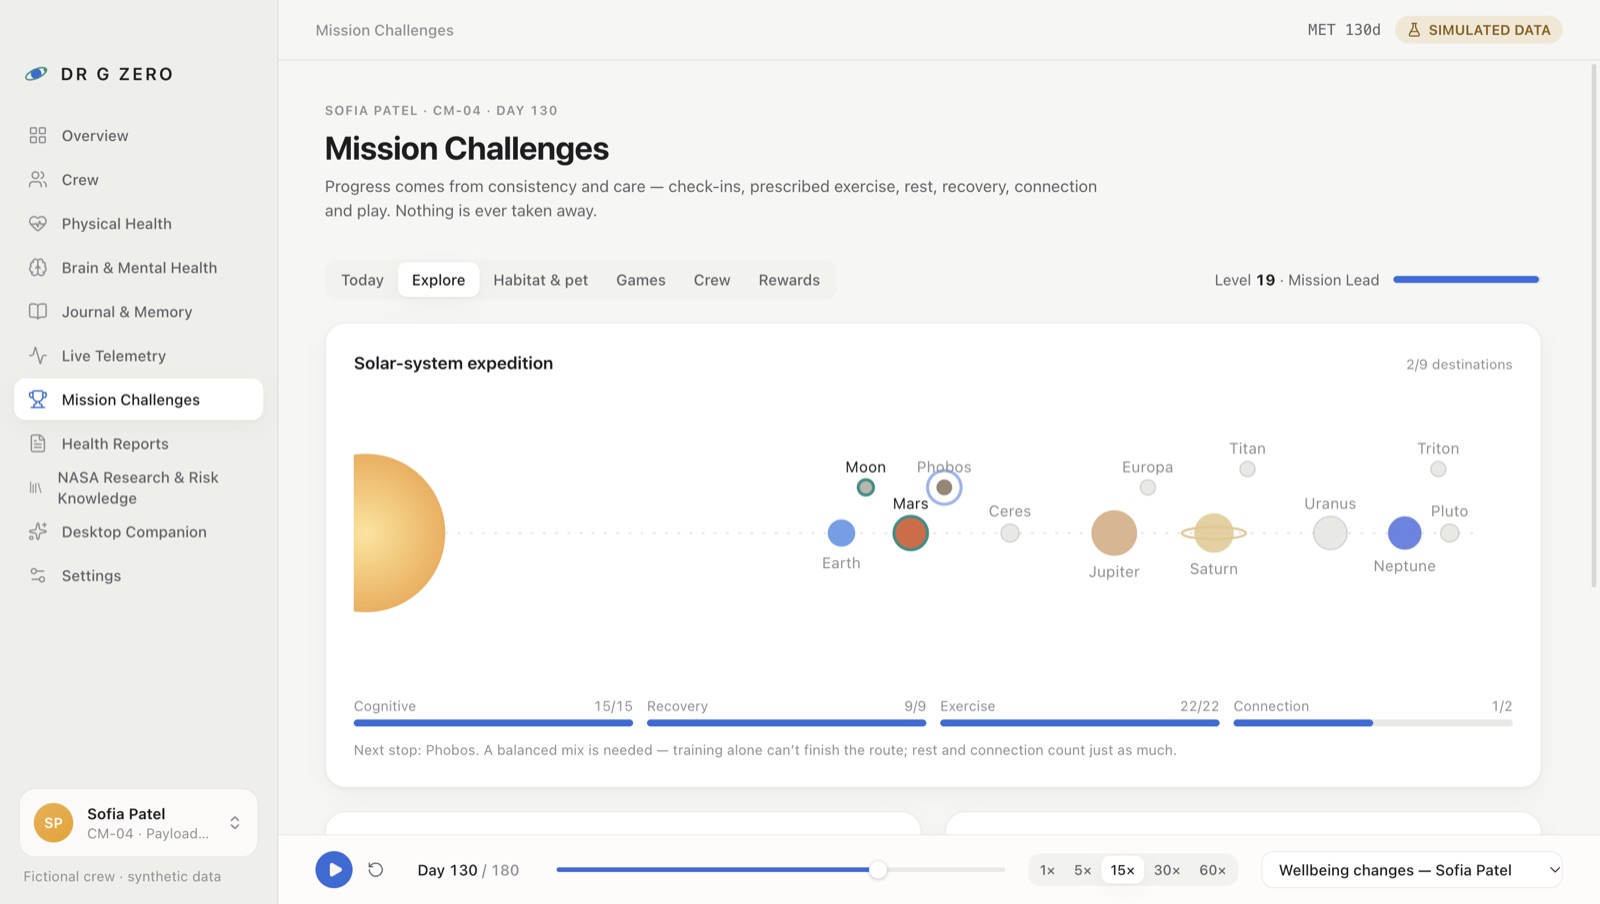 DR G ZERO
Overview
Crew
Physical Health
Brain & Mental Health
Journal & Memory
Live Telemetry
Mission Challenges
Health Reports
NASA Research & Risk
Knowledge
Desktop Companion
Settings
SP
Sofia Patel
CM-04 · Payload...
Fictional crew · synthetic data
Mission Challenges
MET 130d
SIMULATED DATA
SOFIA PATEL · CM-04 · DAY 130
Mission Challenges
Progress comes from consistency and care — check-ins, prescribed exercise, rest, recovery, connection
and play. Nothing is ever taken away.
Today
Explore
Habitat & pet
Games
Crew
Rewards
Level 19 · Mission Lead
Solar-system expedition
2/9 destinations
Moon
Phobos
Mars
Earth
Ceres
Europa
Jupiter
Titan
Saturn
Uranus
Triton
Neptune
Pluto
Cognitive 15/15
Recovery 9/9
Exercise 22/22
Connection 1/2
Next stop: Phobos. A balanced mix is needed — training alone can’t finish the route; rest and connection count just as much.
Day 130 / 180
1×
5×
15×
30×
60×
Wellbeing changes — Sofia Patel